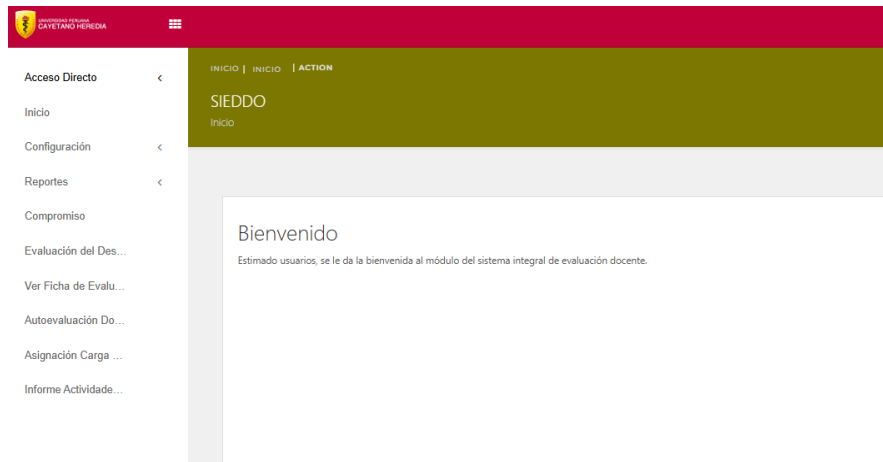 UNIVERSIDAD PERUANA
CAYETANO HEREDIA
Acceso Directo
Inicio
Configuración
Reportes
Compromiso
Evaluación del Des...
Ver Ficha de Evalu...
Autoevaluación Do...
Asignación Carga ...
Informe Actividade...
INICIO | INICIO | ACTION
SIEDDO
Inicio
Bienvenido
Estimado usuarios, se le da la bienvenida al módulo del sistema integral de evaluación docente.